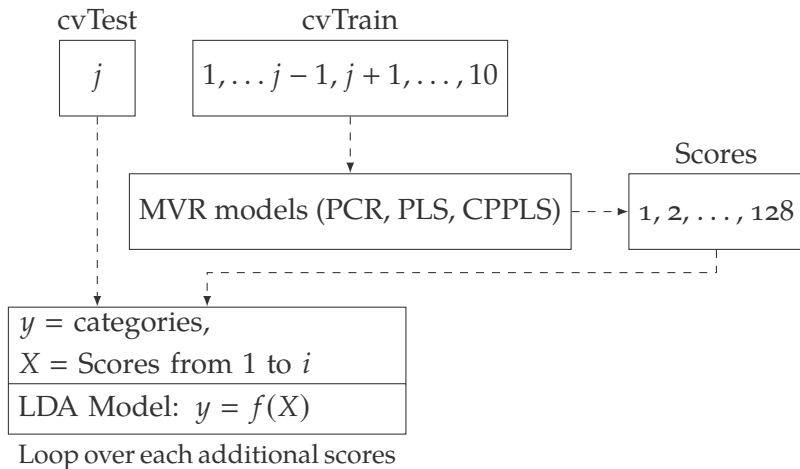 cvTest
cvTrain
j
1, . . . j − 1, j + 1, . . . , 10
Scores
MVR models (PCR, PLS, CPPLS)
1, 2, . . . , 128
y = categories,
X = Scores from 1 to i
LDA Model: y = f(X)
Loop over each additional scores